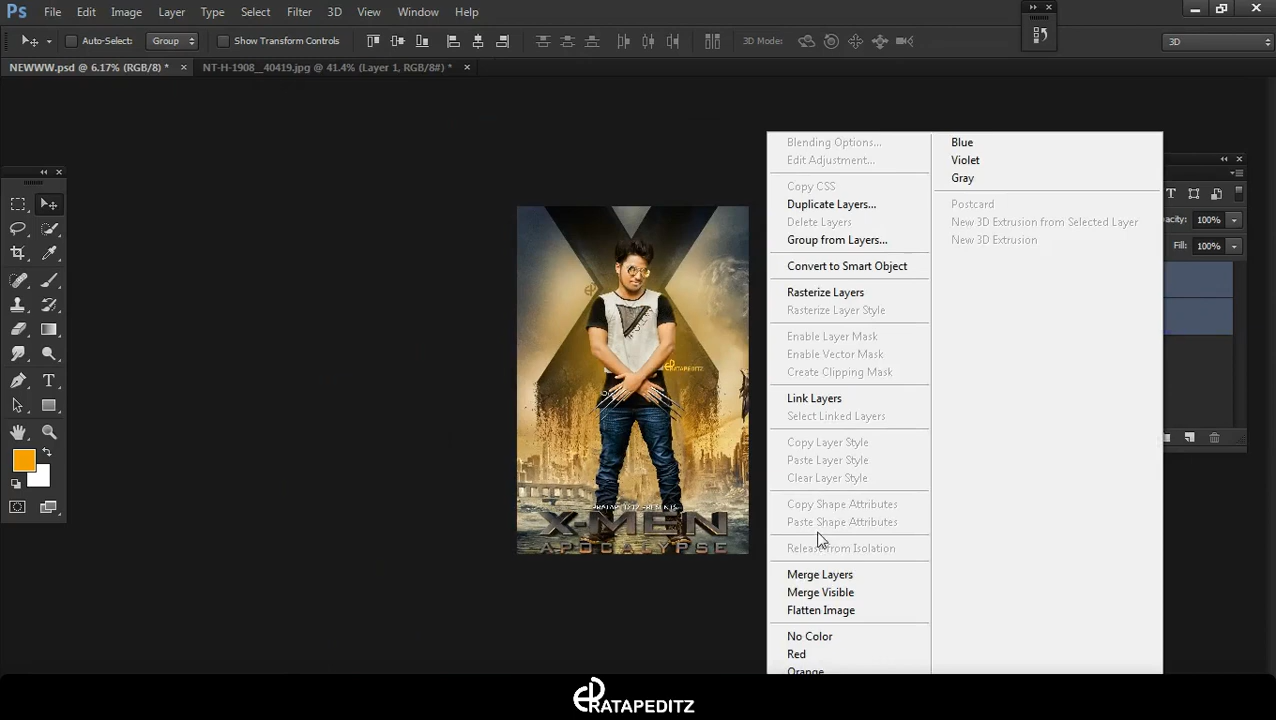 Ps File Edit Image Layer Type Select Filter 3D View Window Help
Auto-Select: Group Show Transform Controls 3D Mode: 3D
NEWWW.psd @ 6.17% (RGB/8) * × NT-H-1908__40419.jpg @ 41.4% (Layer 1, RGB/8#) * ×
Blending Options...
Edit Adjustment...
Copy CSS
Duplicate Layers...
Delete Layers
Group from Layers...
Convert to Smart Object
Rasterize Layers
Rasterize Layer Style
Enable Layer Mask
Enable Vector Mask
Create Clipping Mask
Link Layers
Select Linked Layers
Copy Layer Style
Paste Layer Style
Clear Layer Style
Copy Shape Attributes
Paste Shape Attributes
Release from Isolation
Merge Layers
Merge Visible
Flatten Image
No Color
Red
Orange
Blue
Violet
Gray
Postcard
New 3D Extrusion from Selected Layer
New 3D Extrusion
pacity: 100%
Fill: 100%
RATAPEDITZ
X-MEN
APOCALYPSE
RATAPEDITZ